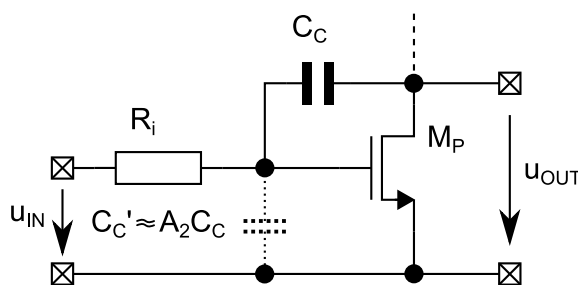 C_C
R_i
M_P
u_IN
C_C'≈A_2C_C
u_OUT